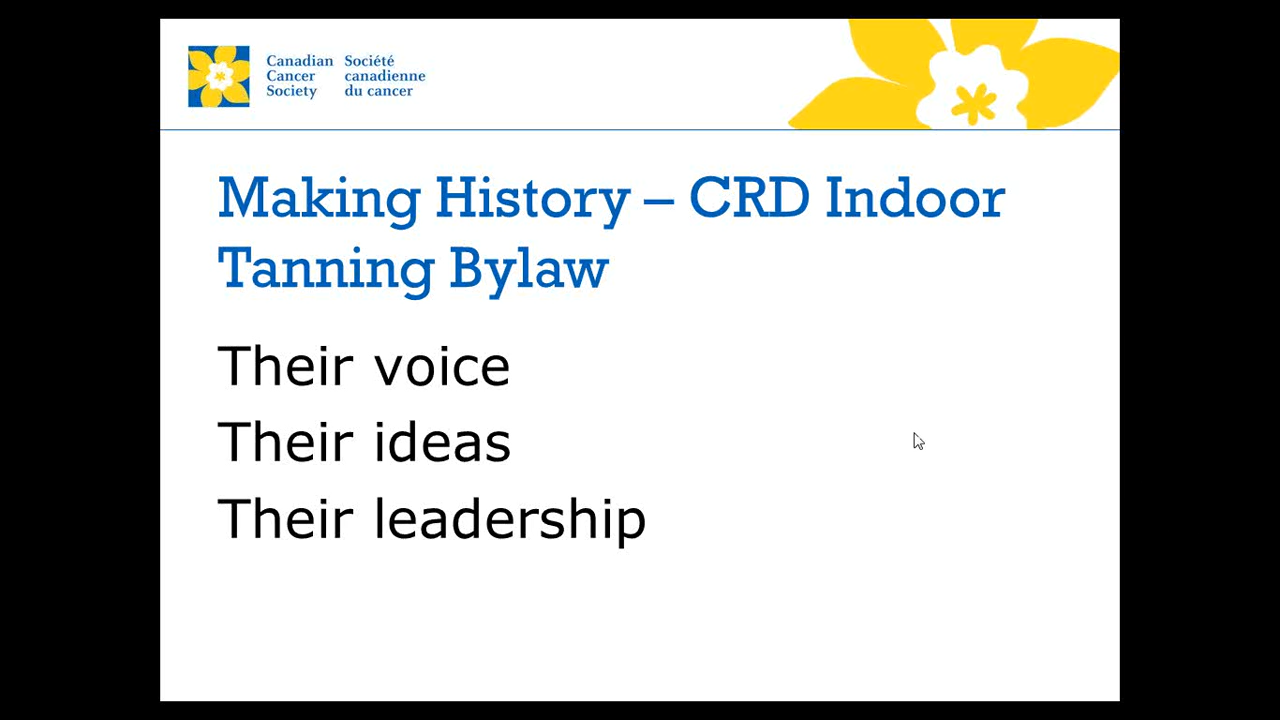 Canadian Société
Cancer canadienne
Society du cancer
Making History – CRD Indoor
Tanning Bylaw
Their voice
Their ideas
Their leadership